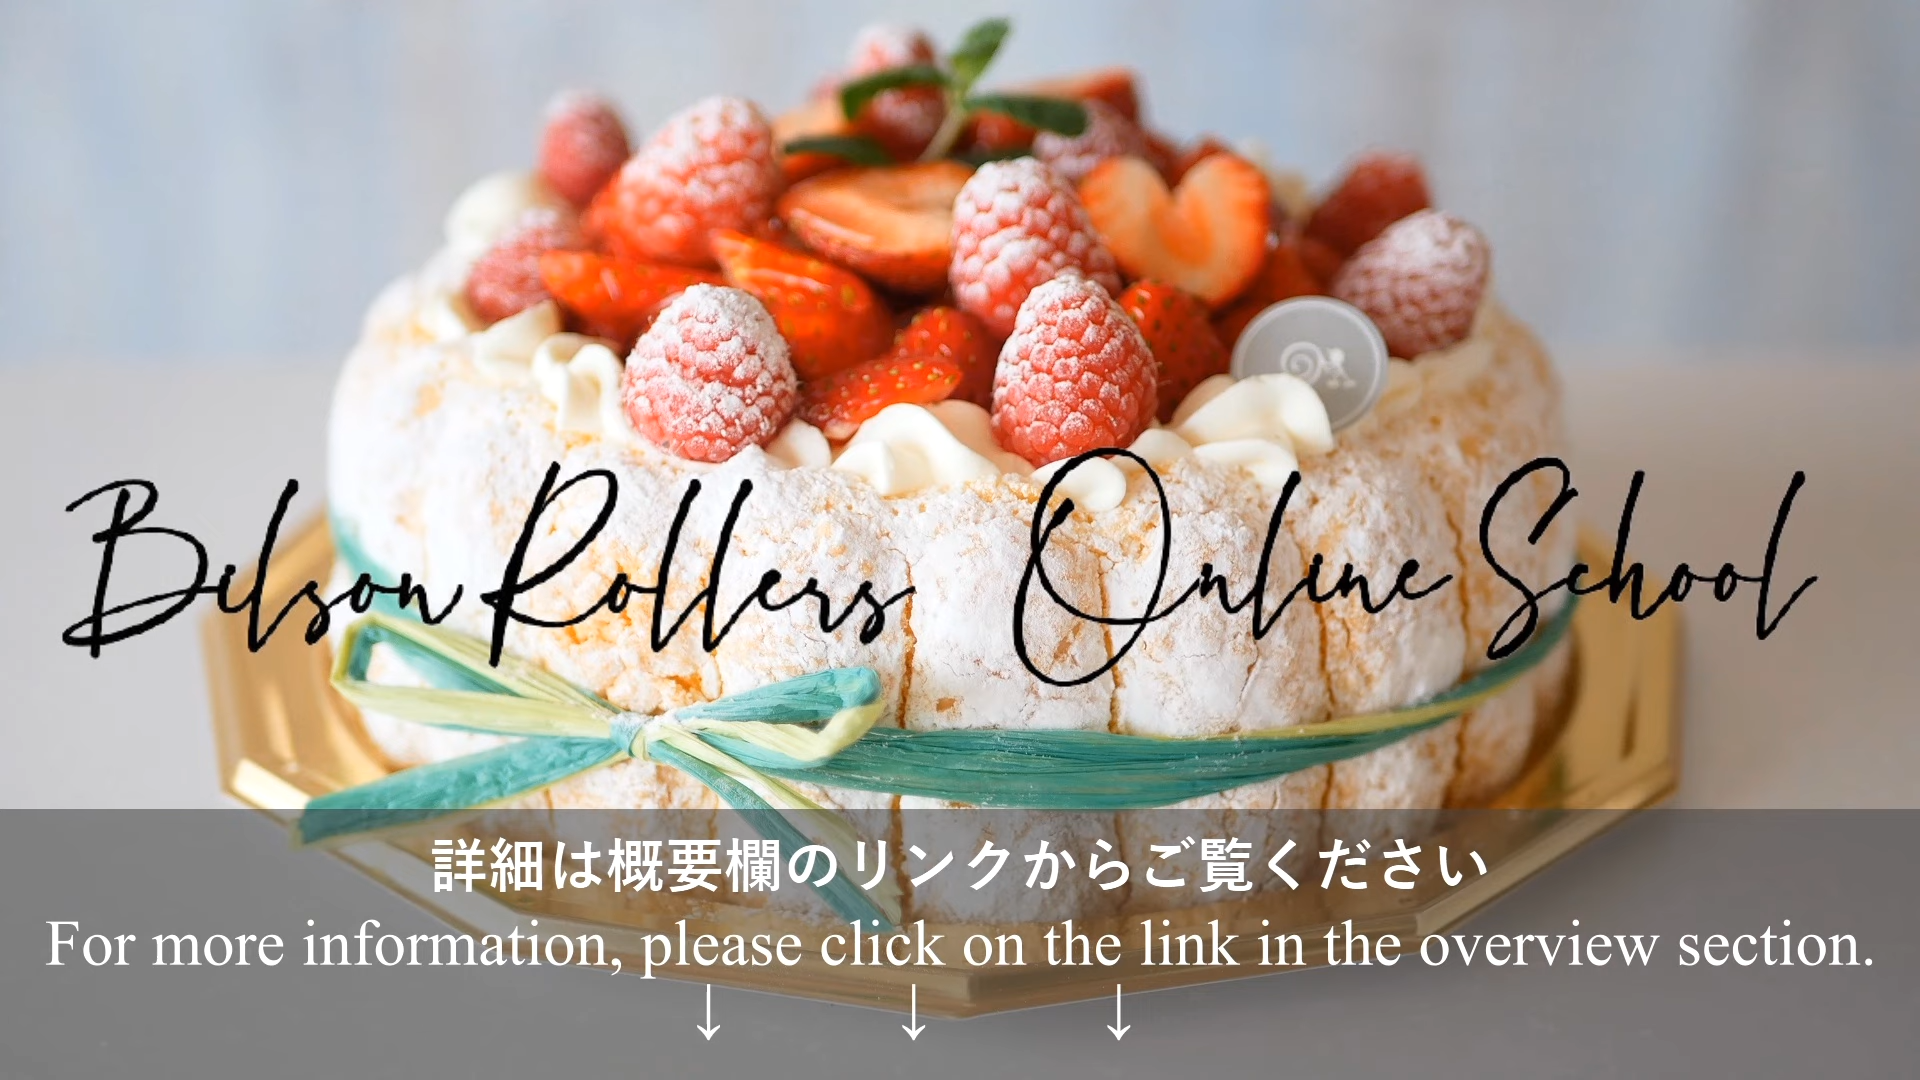 Bilson Rollers Online School
詳細は概要欄のリンクからご覧ください
For more information, please click on the link in the overview section.
↓ ↓ ↓